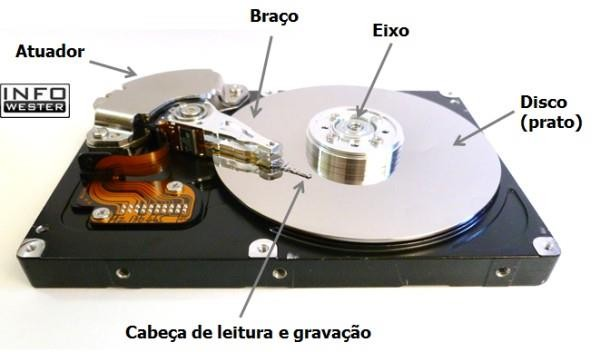 Braço
Eixo
Atuador
INFO
WESTER
Disco
(prato)
Cabeça de leitura e gravação